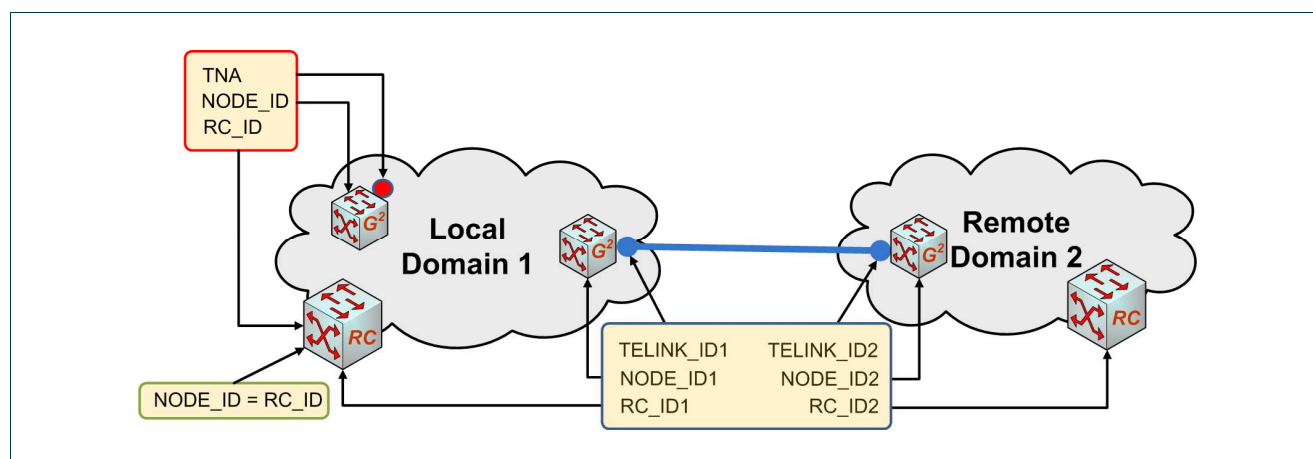 TNA
NODE_ID
RC_ID
G²
Local
Domain 1
G²
G²
Remote
Domain 2
RC
RC
TELINK_ID1 TELINK_ID2
NODE_ID1 NODE_ID2
RC_ID1 RC_ID2
NODE_ID = RC_ID